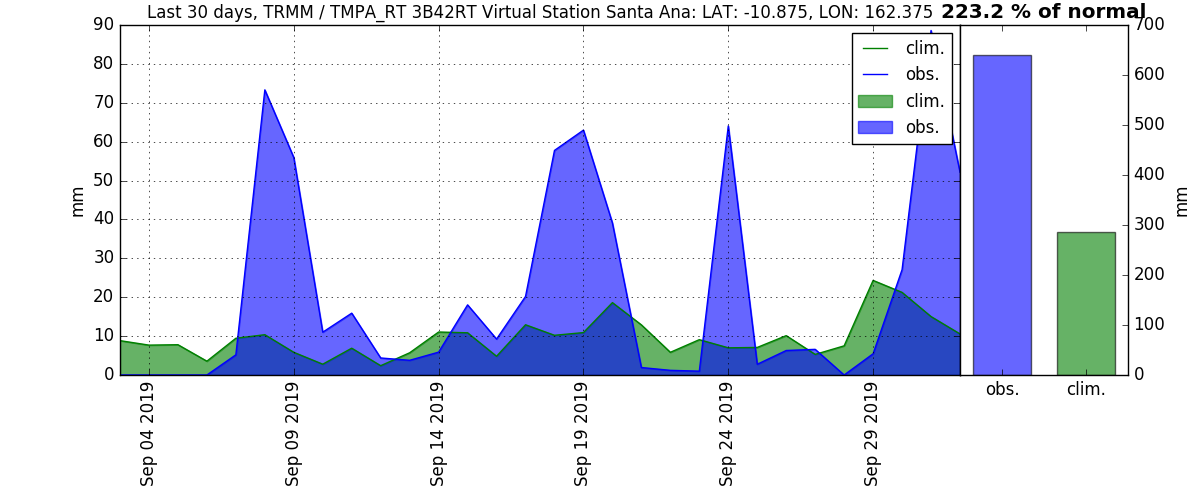 Last 30 days, TRMM / TMPA_RT 3B42RT Virtual Station Santa Ana: LAT: -10.875, LON: 162.375 223.2 % of normal
90
80
70
60
50
40
30
20
10
0
mm
clim.
obs.
clim.
obs.
700
600
500
400
300
200
100
0
mm
Sep 04 2019
Sep 09 2019
Sep 14 2019
Sep 19 2019
Sep 24 2019
Sep 29 2019
obs.
clim.